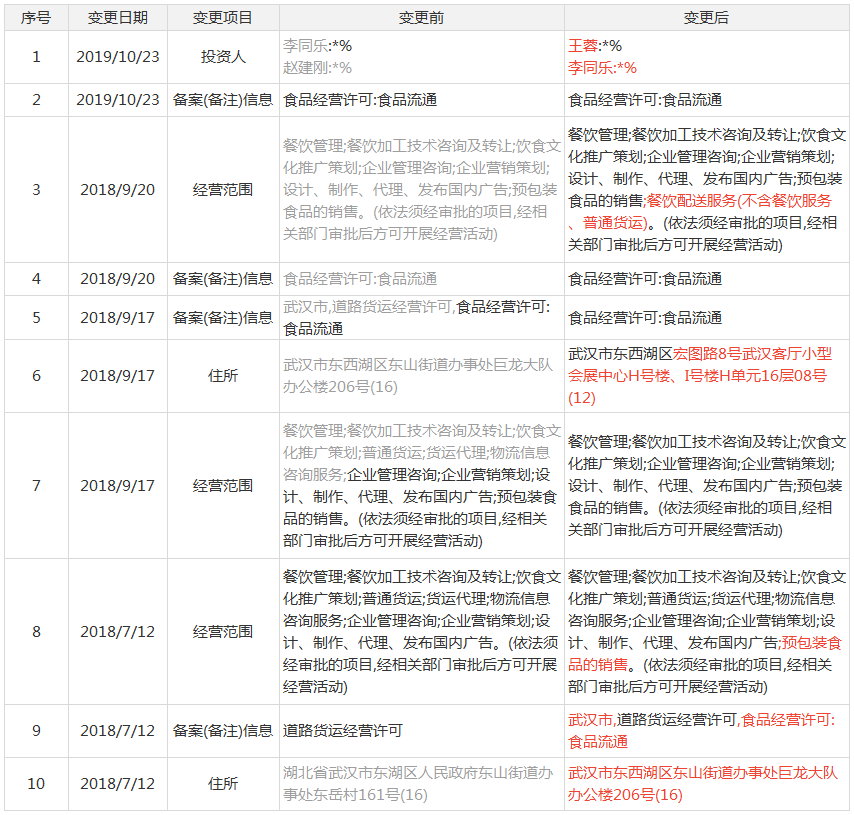 序号 变更日期 变更项目 变更前 变更后
1 2019/10/23 投资人
李同乐:*%
赵建刚:*%
王蓉:*%
李同乐:*%
2 2019/10/23 备案(备注)信息 食品经营许可:食品流通 食品经营许可:食品流通
3 2018/9/20 经营范围
餐饮管理;餐饮加工技术咨询及转让;饮食文
化推广策划;企业管理咨询;企业营销策划;
设计、制作、代理、发布国内广告;预包装
食品的销售。(依法须经审批的项目,经相
关部门审批后方可开展经营活动)
餐饮管理;餐饮加工技术咨询及转让;饮食文
化推广策划;企业管理咨询;企业营销策划;
设计、制作、代理、发布国内广告;预包装
食品的销售;餐饮配送服务(不含餐饮服务
、普通货运)。(依法须经审批的项目,经相
关部门审批后方可开展经营活动)
4 2018/9/20 备案(备注)信息 食品经营许可:食品流通 食品经营许可:食品流通
5 2018/9/17 备案(备注)信息
武汉市,道路货运经营许可,食品经营许可:
食品流通
食品经营许可:食品流通
6 2018/9/17 住所
武汉市东西湖区东山街道办事处巨龙大队
办公楼206号(16)
武汉市东西湖区宏图路8号武汉客厅小型
会展中心H号楼、I号楼H单元16层08号
(12)
7 2018/9/17 经营范围
餐饮管理;餐饮加工技术咨询及转让;饮食文
化推广策划;普通货运;货运代理;物流信息
咨询服务;企业管理咨询;企业营销策划;设
计、制作、代理、发布国内广告;预包装食
品的销售。(依法须经审批的项目,经相关
部门审批后方可开展经营活动)
餐饮管理;餐饮加工技术咨询及转让;饮食文
化推广策划;企业管理咨询;企业营销策划;
设计、制作、代理、发布国内广告;预包装
食品的销售。(依法须经审批的项目,经相
关部门审批后方可开展经营活动)
8 2018/7/12 经营范围
餐饮管理;餐饮加工技术咨询及转让;饮食文
化推广策划;普通货运;货运代理;物流信息
咨询服务;企业管理咨询;企业营销策划;设
计、制作、代理、发布国内广告。(依法须
经审批的项目,经相关部门审批后方可开展
经营活动)
餐饮管理;餐饮加工技术咨询及转让;饮食文
化推广策划;普通货运;货运代理;物流信息
咨询服务;企业管理咨询;企业营销策划;设
计、制作、代理、发布国内广告;预包装食
品的销售。(依法须经审批的项目,经相关
部门审批后方可开展经营活动)
9 2018/7/12 备案(备注)信息 道路货运经营许可
武汉市,道路货运经营许可,食品经营许可:
食品流通
10 2018/7/12 住所
湖北省武汉市东湖区人民政府东山街道办
事处东岳村161号(16)
武汉市东西湖区东山街道办事处巨龙大队
办公楼206号(16)